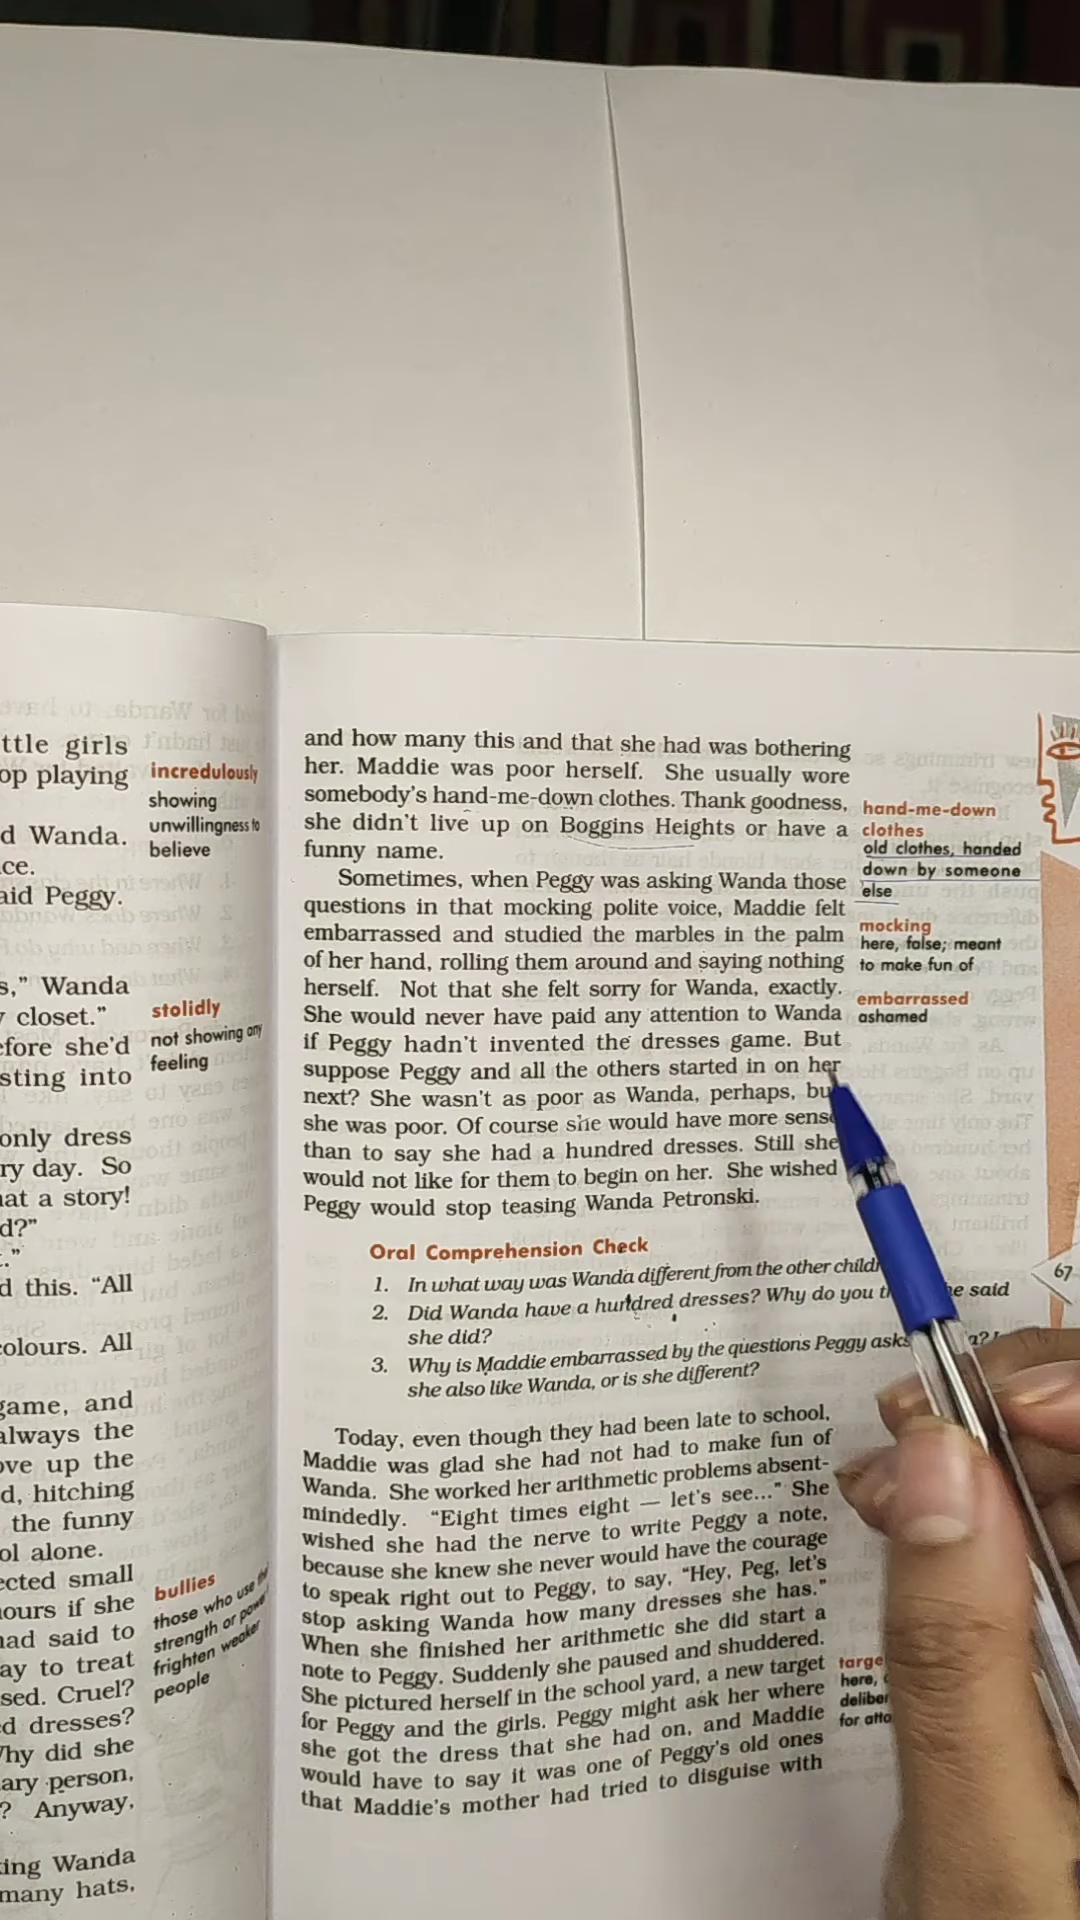 ttle girls
op playing
d Wanda.
ce.
aid Peggy.
s,” Wanda
closet.”
efore she'd
sting into
only dress
ry day. So
hat a story!
d?”
d this. “All
colours. All
game, and
always the
ove up the
d, hitching
the funny
ol alone.
ected small
ours if she
had said to
ay to treat
sed. Cruel?
d dresses?
Why did she
ary person,
? Anyway,
king Wanda
many hats,
incredulously
showing
unwillingness to
believe
stolidly
not showing any
feeling
bullies
those who use
strength or
frighten weaker
people
and how many this and that she had was bothering
her. Maddie was poor herself. She usually wore
somebody's hand-me-down clothes. Thank goodness,
she didn't live up on Boggins Heights or have a
funny name.
Sometimes, when Peggy was asking Wanda those
questions in that mocking polite voice, Maddie felt
embarrassed and studied the marbles in the palm
of her hand, rolling them around and saying nothing
herself. Not that she felt sorry for Wanda, exactly.
She would never have paid any attention to Wanda
if Peggy hadn't invented the dresses game. But
suppose Peggy and all the others started in on her
next? She wasn't as poor as Wanda, perhaps, bu
she was poor. Of course she would have more sense
than to say she had a hundred dresses. Still she
would not like for them to begin on her. She wished
Peggy would stop teasing Wanda Petronski.
hand-me-down
clothes
old clothes, handed
down by someone
else
mocking
here, false; meant
to make fun of
embarrassed
ashamed
Oral Comprehension Check
1. In what way was Wanda different from the other child
2. Did Wanda have a hundred dresses? Why do you t he said
she did?
3. Why is Maddie embarrassed by the questions Peggy asks a?
she also like Wanda, or is she different?
67
Today, even though they had been late to school,
Maddie was glad she had not had to make fun of
Wanda. She worked her arithmetic problems absent-
mindedly. “Eight times eight — let's see...” She
wished she had the nerve to write Peggy a note,
because she knew she never would have the courage
to speak right out to Peggy, to say, “Hey, Peg, let's
stop asking Wanda how many dresses she has.”
When she finished her arithmetic she did start a
note to Peggy. Suddenly she paused and shuddered.
She pictured herself in the school yard, a new target
for Peggy and the girls. Peggy might ask her where
she got the dress that she had on, and Maddie
would have to say it was one of Peggy's old ones
that Maddie's mother had tried to disguise with
targe
here,
deliber
for atta